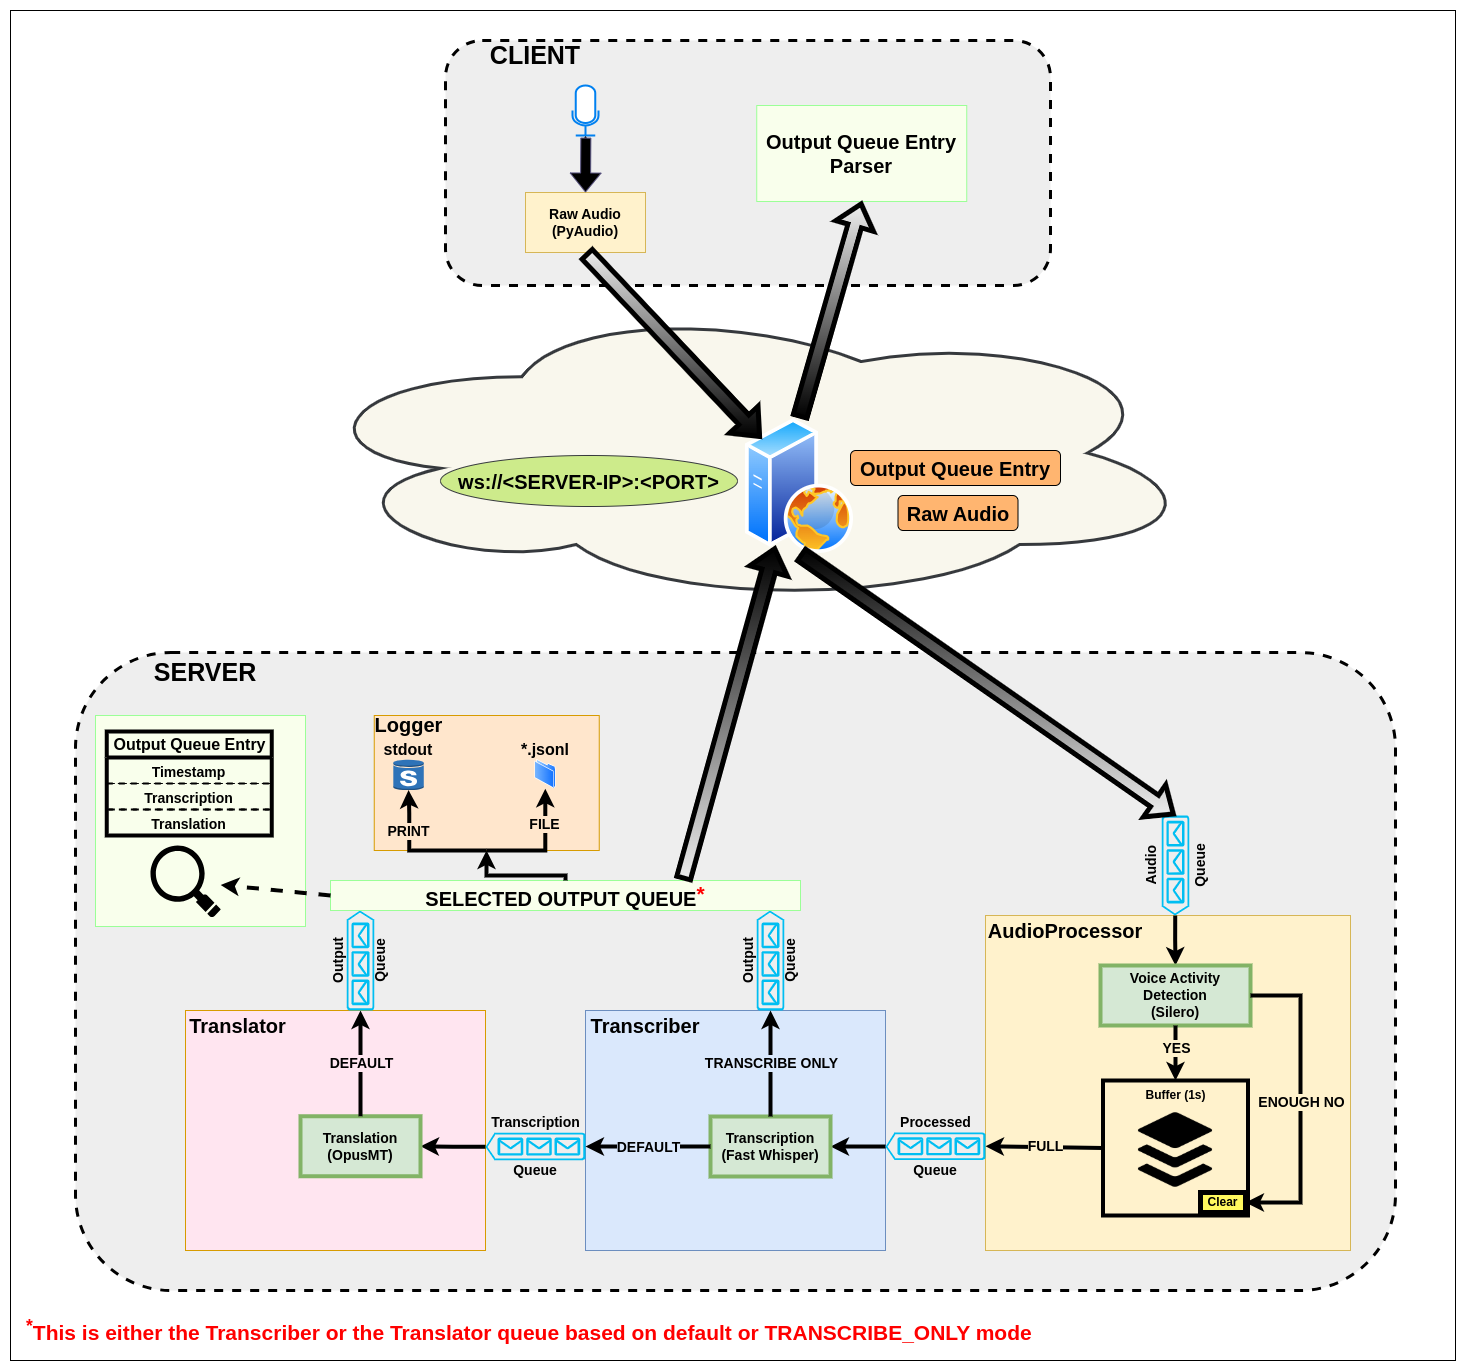 CLIENT
Raw Audio
(PyAudio)
Output Queue Entry
Parser
ws://<SERVER-IP>:<PORT>
Output Queue Entry
Raw Audio
SERVER
Output Queue Entry
Timestamp
Transcription
Translation
Logger
stdout
*.jsonl
PRINT
FILE
SELECTED OUTPUT QUEUE*
Output
Queue
Output
Queue
Audio
Queue
Translator
DEFAULT
Translation
(OpusMT)
Transcription
Queue
Transcriber
TRANSCRIBE ONLY
DEFAULT
Transcription
(Fast Whisper)
Processed
Queue
AudioProcessor
Voice Activity
Detection
(Silero)
YES
ENOUGH NO
Buffer (1s)
FULL
Clear
*This is either the Transcriber or the Translator queue based on default or TRANSCRIBE_ONLY mode